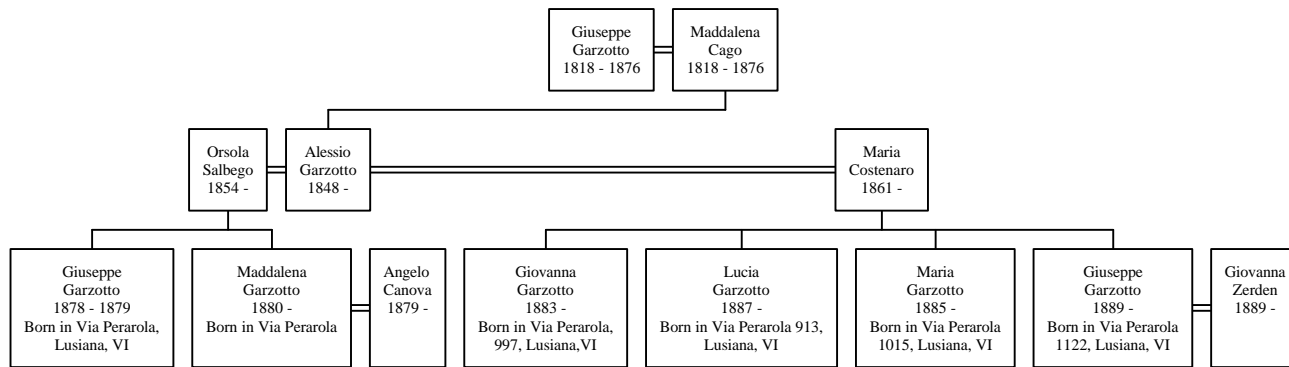 Giuseppe
Garzotto
1818 - 1876
Maddalena
Cago
1818 - 1876
Orsola
Salbego
1854 -
Alessio
Garzotto
1848 -
Maria
Costenaro
1861 -
Giuseppe
Garzotto
1878 - 1879
Born in Via Perarola,
Lusiana, VI
Maddalena
Garzotto
1880 -
Born in Via Perarola
Angelo
Canova
1879 -
Giovanna
Garzotto
1883 -
Born in Via Perarola,
997, Lusiana,VI
Lucia
Garzotto
1887 -
Born in Via Perarola 913,
Lusiana, VI
Maria
Garzotto
1885 -
Born in Via Perarola
1015, Lusiana, VI
Giuseppe
Garzotto
1889 -
Born in Via Perarola
1122, Lusiana, VI
Giovanna
Zerden
1889 -